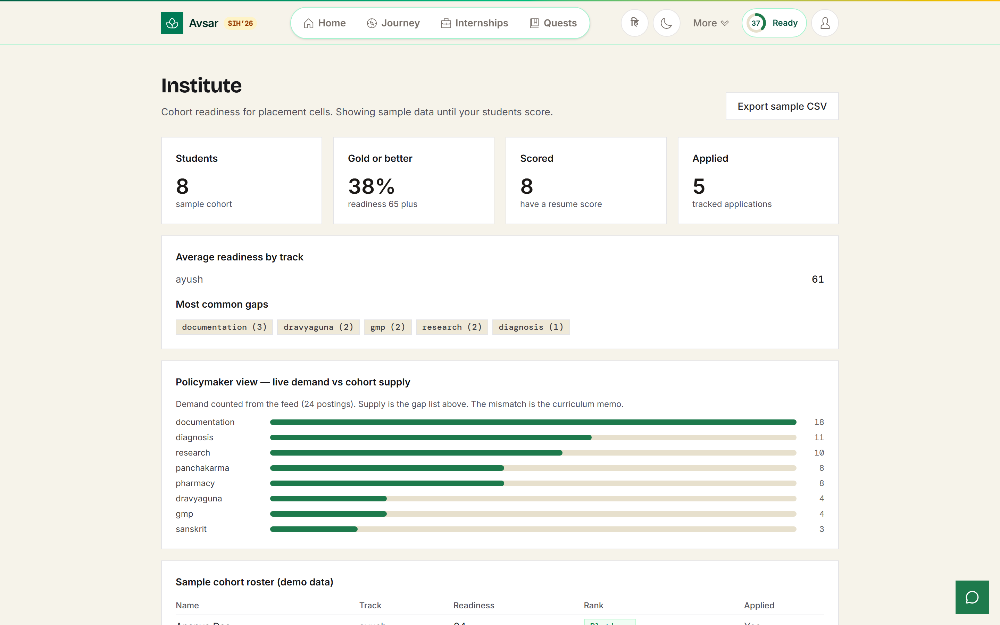 Avsar SIH’26 Home Journey Internships Quests हि More 37 Ready
Institute
Cohort readiness for placement cells. Showing sample data until your students score.
Export sample CSV
Students
8
sample cohort
Gold or better
38%
readiness 65 plus
Scored
8
have a resume score
Applied
5
tracked applications
Average readiness by track
ayush 61
Most common gaps
documentation (3) dravyaguna (2) gmp (2) research (2) diagnosis (1)
Policymaker view — live demand vs cohort supply
Demand counted from the feed (24 postings). Supply is the gap list above. The mismatch is the curriculum memo.
documentation 18
diagnosis 11
research 10
panchakarma 8
pharmacy 8
dravyaguna 4
gmp 4
sanskrit 3
Sample cohort roster (demo data)
Name Track Readiness Rank Applied